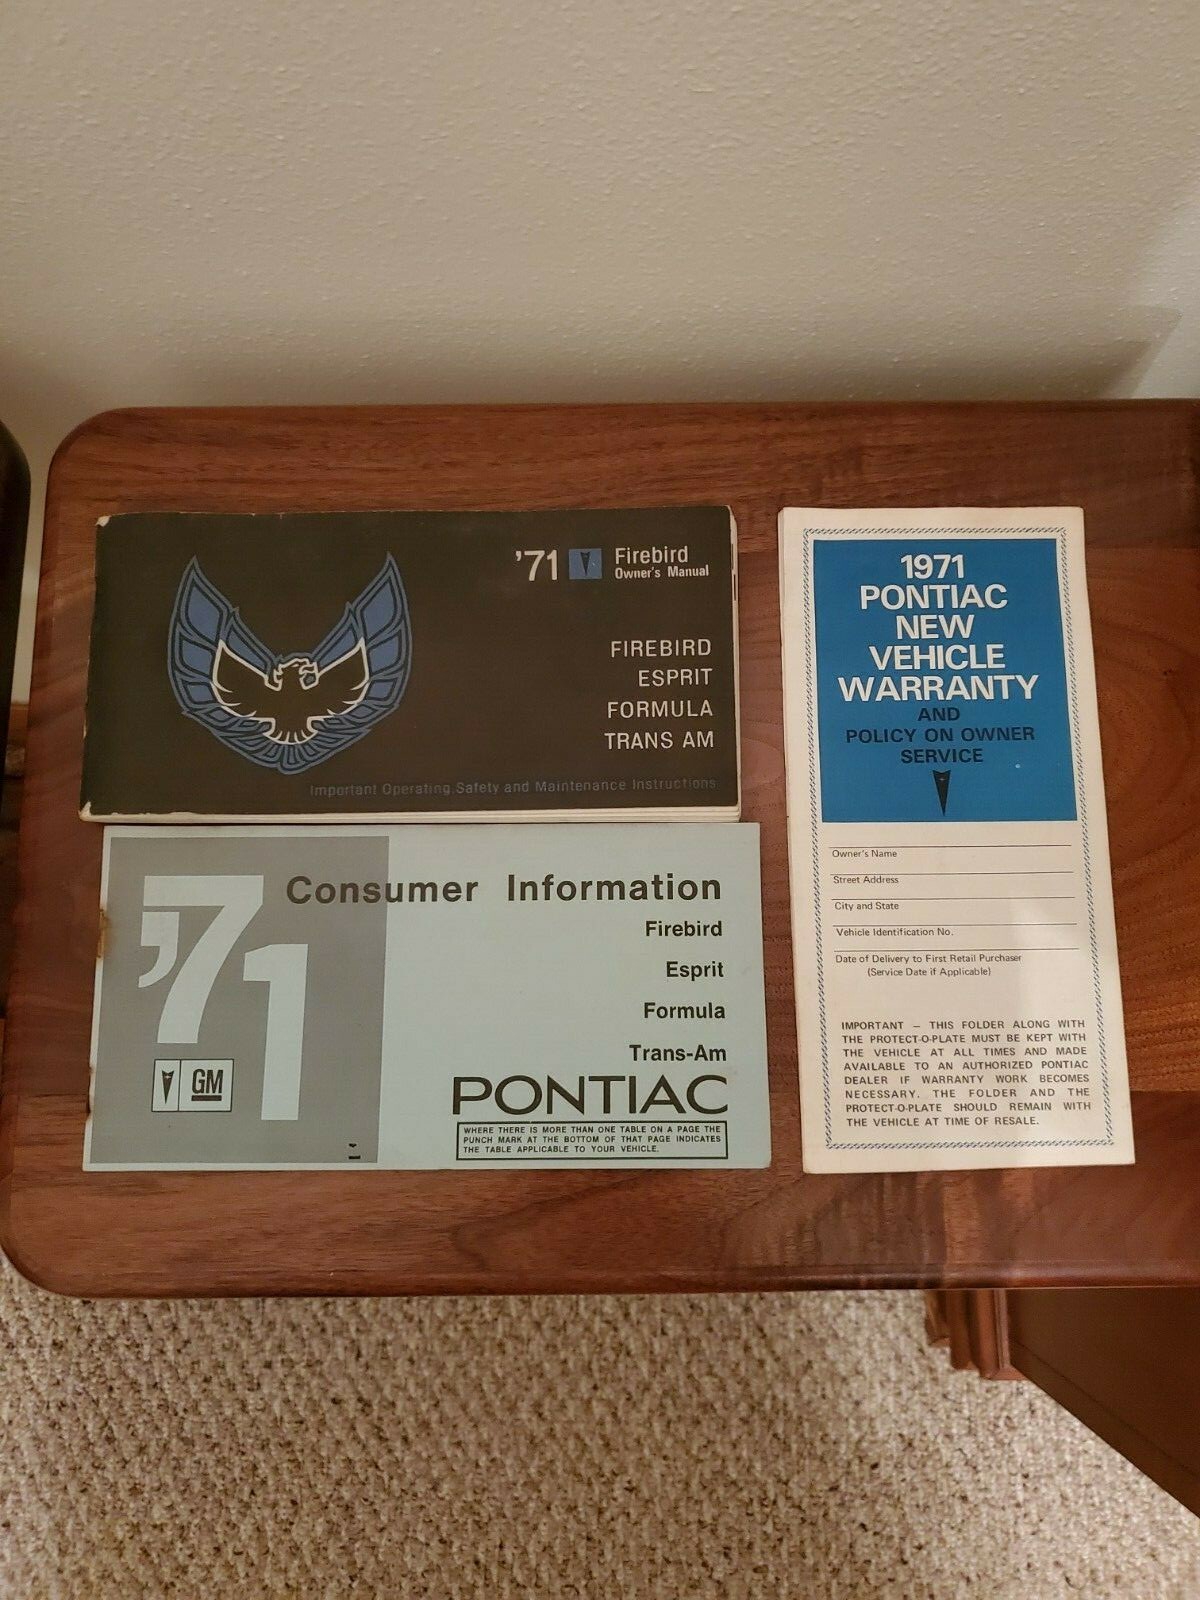 '71 Firebird
Owner's Manual
FIREBIRD
ESPRIT
FORMULA
TRANS AM
Important Operating, Safety and Maintenance Instructions
'71
Consumer Information
Firebird
Esprit
Formula
Trans-Am
PONTIAC
GM
WHERE THERE IS MORE THAN ONE TABLE ON A PAGE THE
PUNCH MARK AT THE BOTTOM OF THAT PAGE INDICATES
THE TABLE APPLICABLE TO YOUR VEHICLE.
1971
PONTIAC
NEW
VEHICLE
WARRANTY
AND
POLICY ON OWNER
SERVICE
Owner's Name
Street Address
City and State
Vehicle Identification No.
Date of Delivery to First Retail Purchaser
(Service Date if Applicable)
IMPORTANT — THIS FOLDER ALONG WITH
THE PROTECT-O-PLATE MUST BE KEPT WITH
THE VEHICLE AT ALL TIMES AND MADE
AVAILABLE TO AN AUTHORIZED PONTIAC
DEALER IF WARRANTY WORK BECOMES
NECESSARY. THE FOLDER AND THE
PROTECT-O-PLATE SHOULD REMAIN WITH
THE VEHICLE AT TIME OF RESALE.